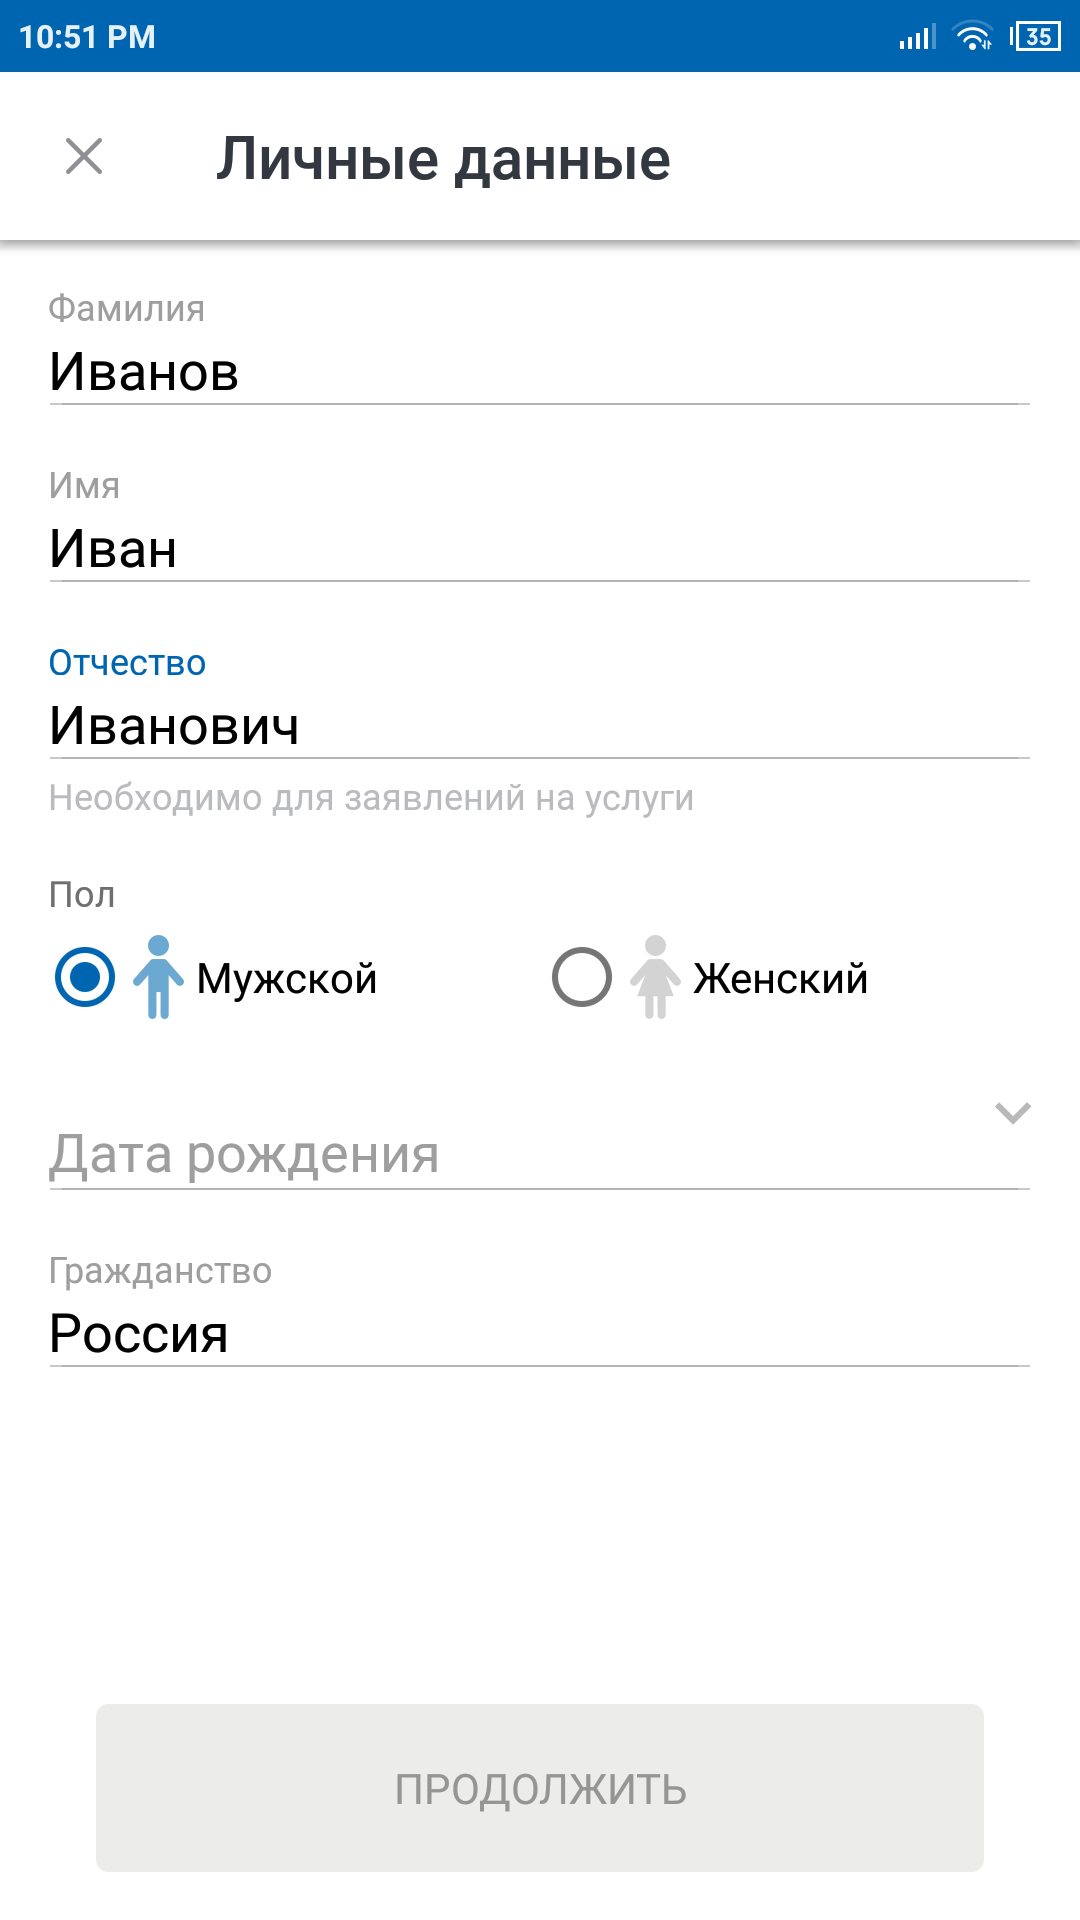 10:51 PM
35
Личные данные
Фамилия
Иванов
Имя
Иван
Отчество
Иванович
Необходимо для заявлений на услуги
Пол
Мужской
Женский
Дата рождения
Гражданство
Россия
ПРОДОЛЖИТЬ